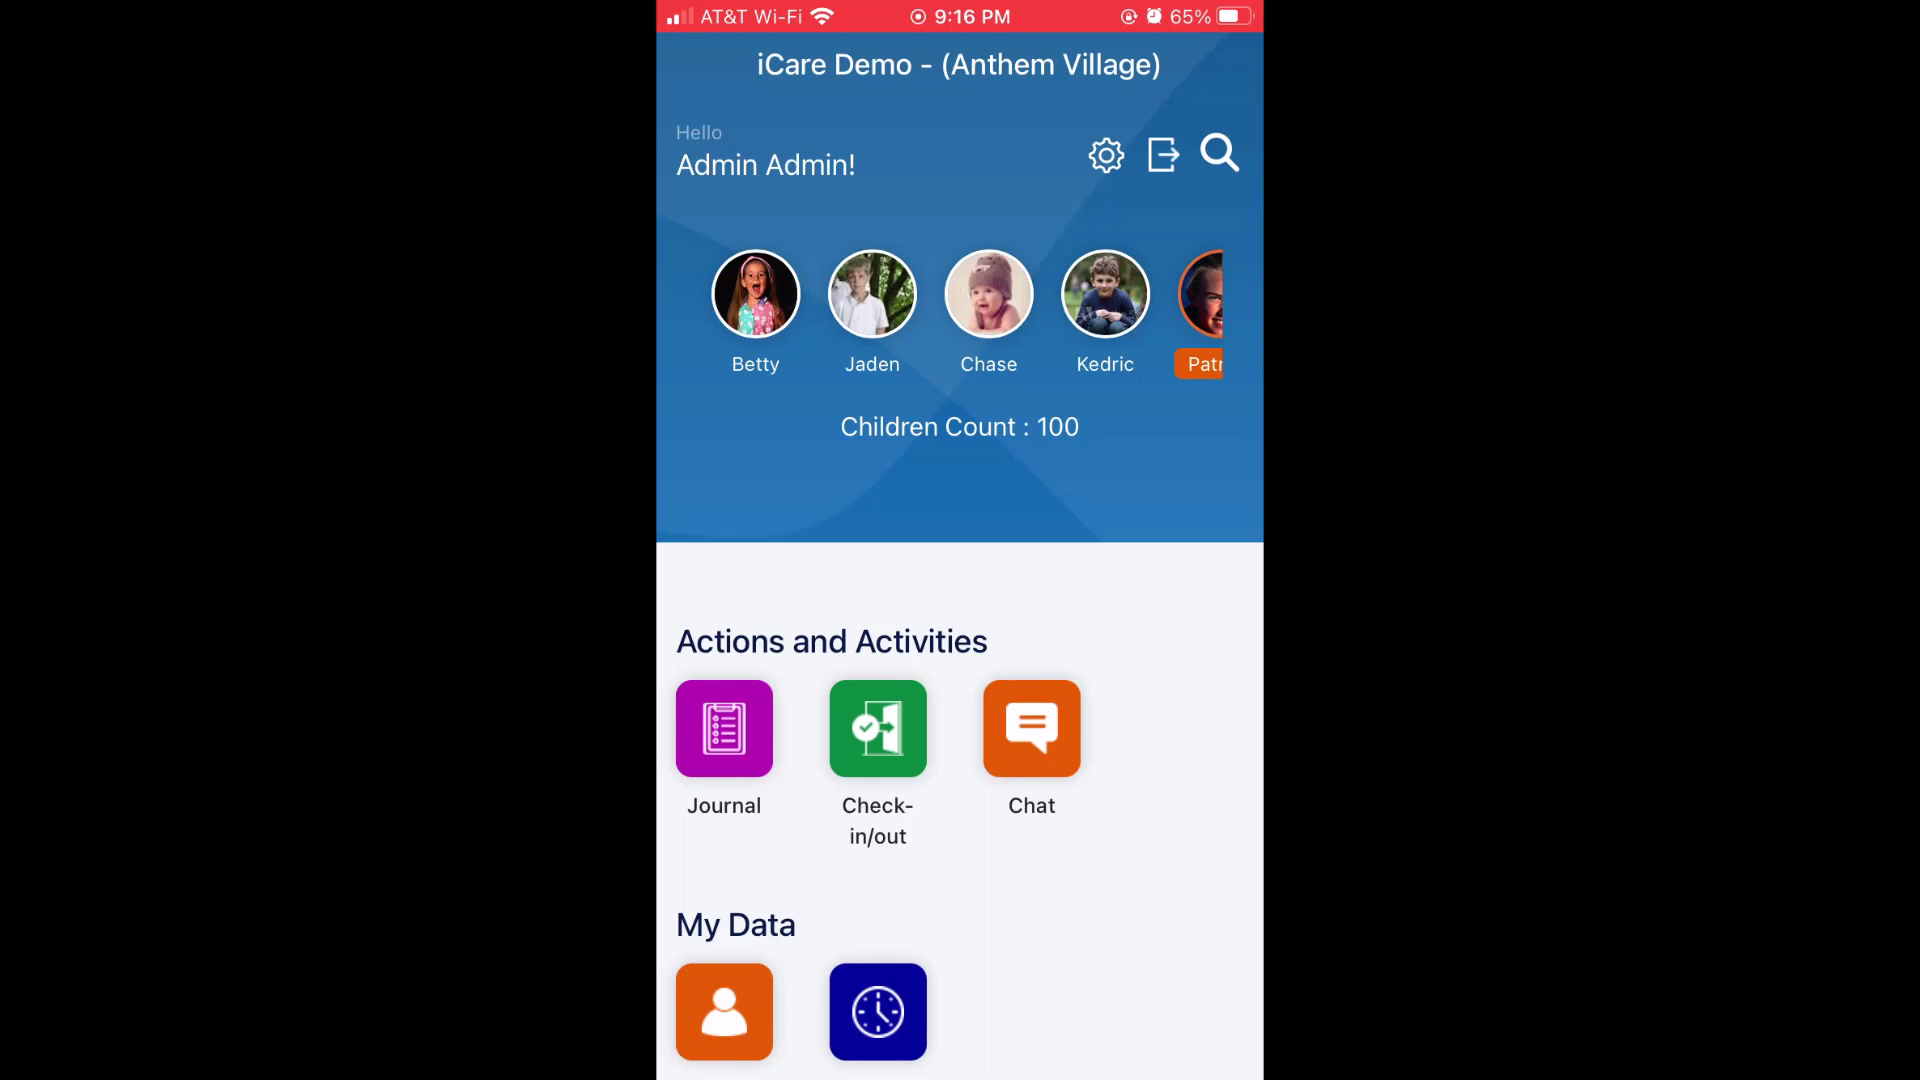 AT&T Wi-Fi 9:16 PM 65%
iCare Demo - (Anthem Village)
Hello
Admin Admin!
Betty Jaden Chase Kedric Patr
Children Count : 100
Actions and Activities
Journal Check-in/out Chat
My Data